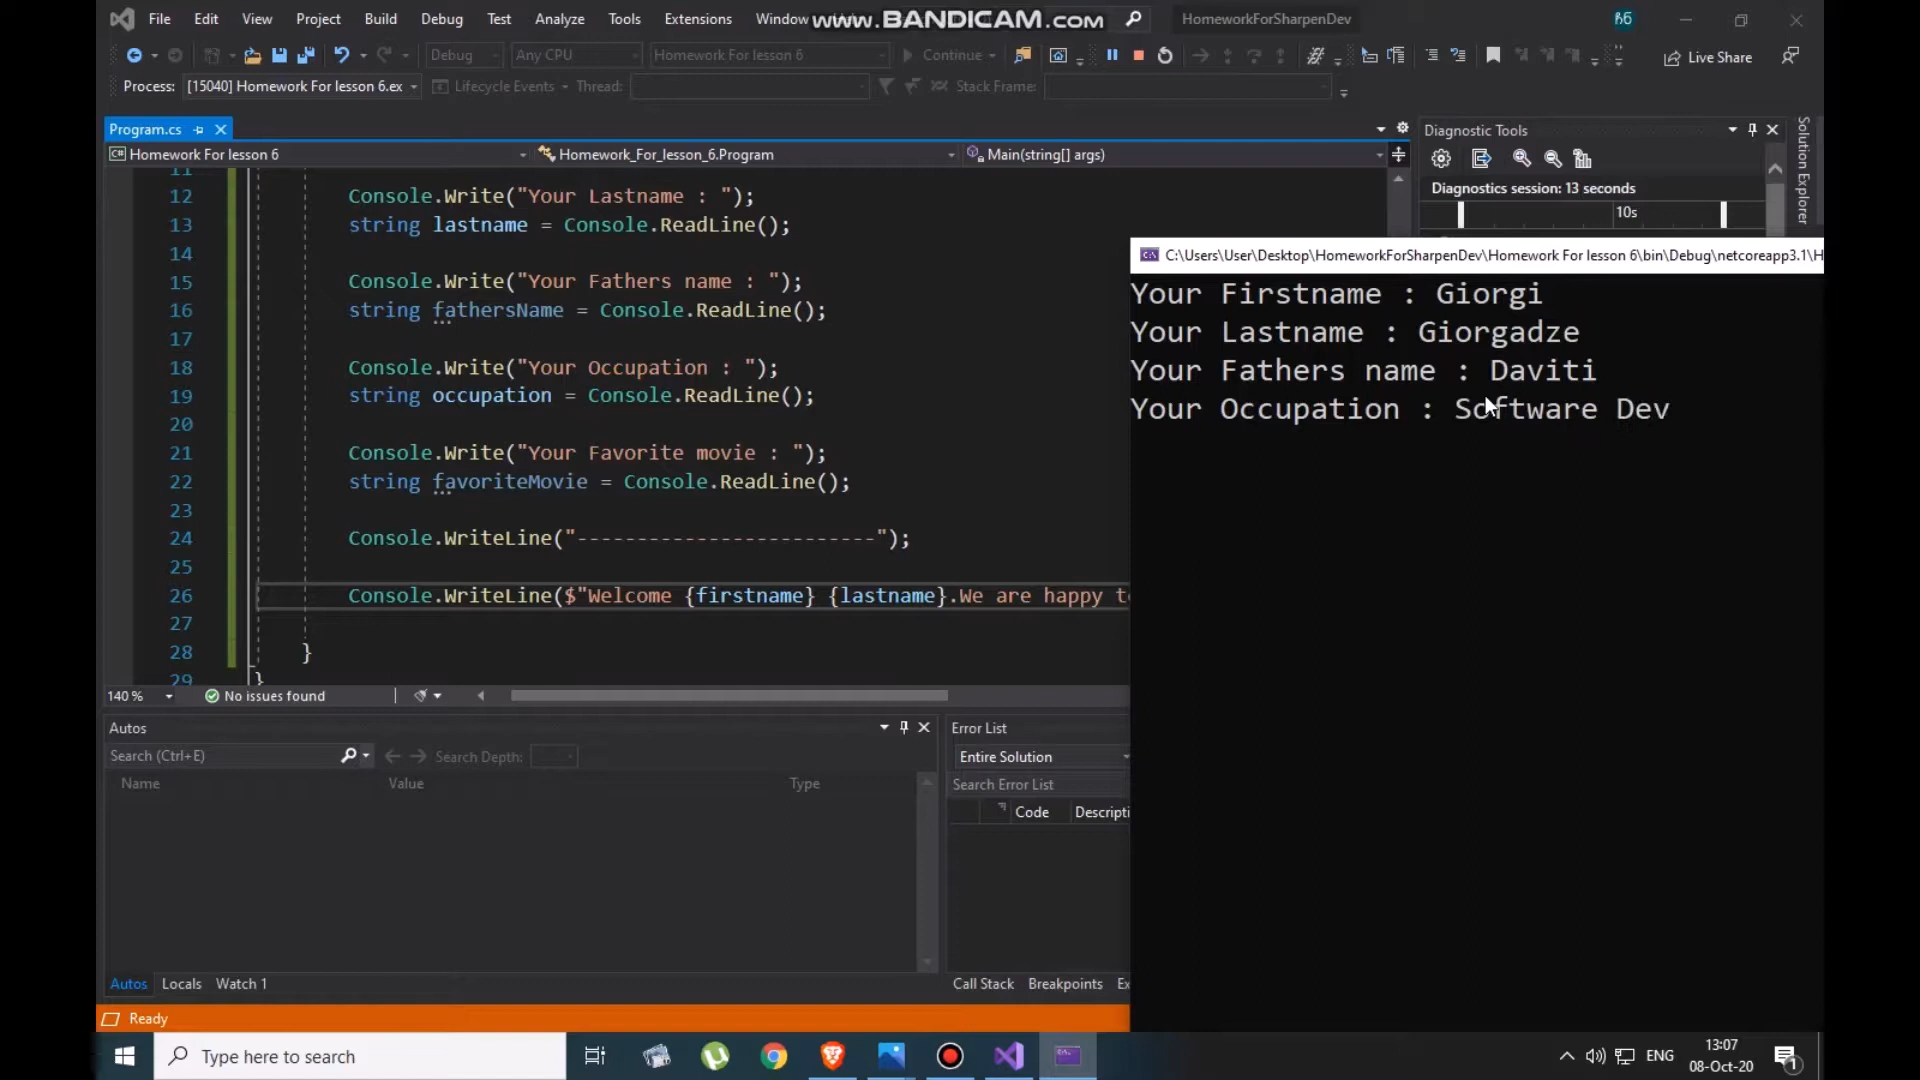 File Edit View Project Build Debug Test Analyze Tools Extensions Window www.BANDICAM.com HomeworkForSharpenDev
Debug Any CPU Homework For lesson 6 Continue Live Share
Process: [15040] Homework For lesson 6.ex Lifecycle Events Thread: Stack Frame:
Program.cs
Homework For lesson 6 Homework_For_lesson_6.Program Main(string[] args)
11
12 Console.Write("Your Lastname : ");
13 string lastname = Console.ReadLine();
14
15 Console.Write("Your Fathers name : ");
16 string fathersName = Console.ReadLine();
17
18 Console.Write("Your Occupation : ");
19 string occupation = Console.ReadLine();
20
21 Console.Write("Your Favorite movie : ");
22 string favoriteMovie = Console.ReadLine();
23
24 Console.WriteLine("-------------------------");
25
26 Console.WriteLine($"Welcome {firstname} {lastname}.We are happy t
27
28 }
29 }
140 % No issues found
Diagnostic Tools
Diagnostics session: 13 seconds
10s
Solution Explorer
C:\Users\User\Desktop\HomeworkForSharpenDev\Homework For lesson 6\bin\Debug\netcoreapp3.1\H
Your Firstname : Giorgi
Your Lastname : Giorgadze
Your Fathers name : Daviti
Your Occupation : Software Dev
Autos
Search (Ctrl+E) Search Depth:
Name Value Type
Autos Locals Watch 1
Error List
Entire Solution
Search Error List
Code Descripti
Call Stack Breakpoints Ex
Ready
Type here to search
ENG
13:07
08-Oct-20
1